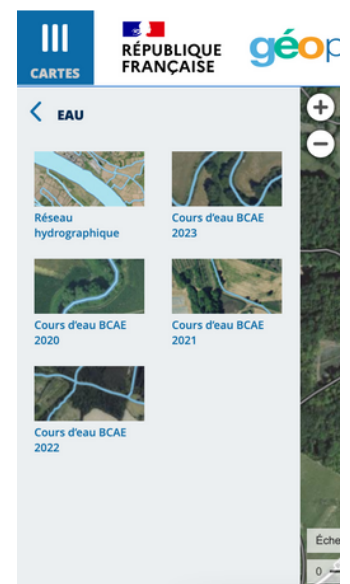 CARTES
RÉPUBLIQUE
FRANÇAISE
géop
EAU
Réseau
hydrographique
Cours d'eau BCAE
2023
Cours d'eau BCAE
2020
Cours d'eau BCAE
2021
Cours d'eau BCAE
2022
Éche
0